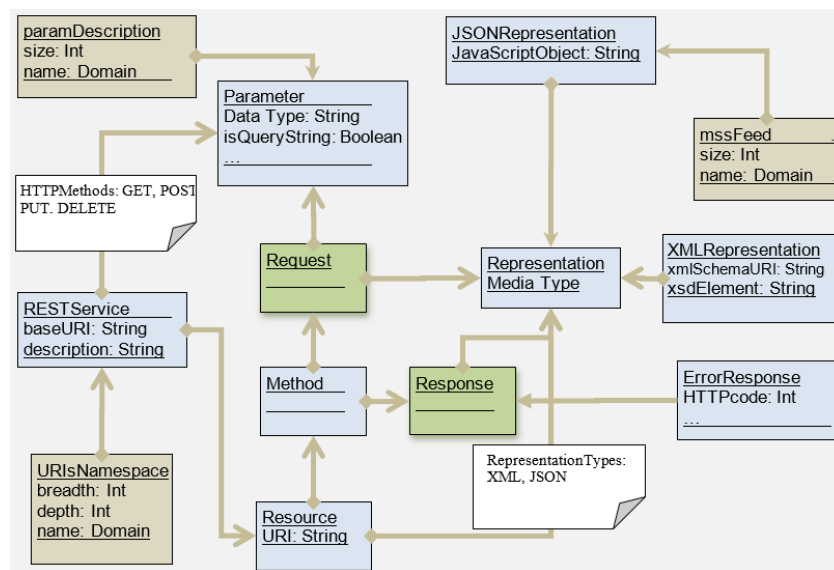 paramDescription
size: Int
name: Domain
JSONRepresentation
JavaScriptObject: String
Parameter
Data Type: String
isQueryString: Boolean
...
mssFeed
size: Int
name: Domain
HTTPMethods: GET, POST
PUT. DELETE
Request
Representation
Media Type
XMLRepresentation
xmlSchemaURI: String
xsdElement: String
RESTService
baseURI: String
description: String
Method
Response
ErrorResponse
HTTPcode: Int
...
URIsNamespace
breadth: Int
depth: Int
name: Domain
RepresentationTypes:
XML, JSON
Resource
URI: String